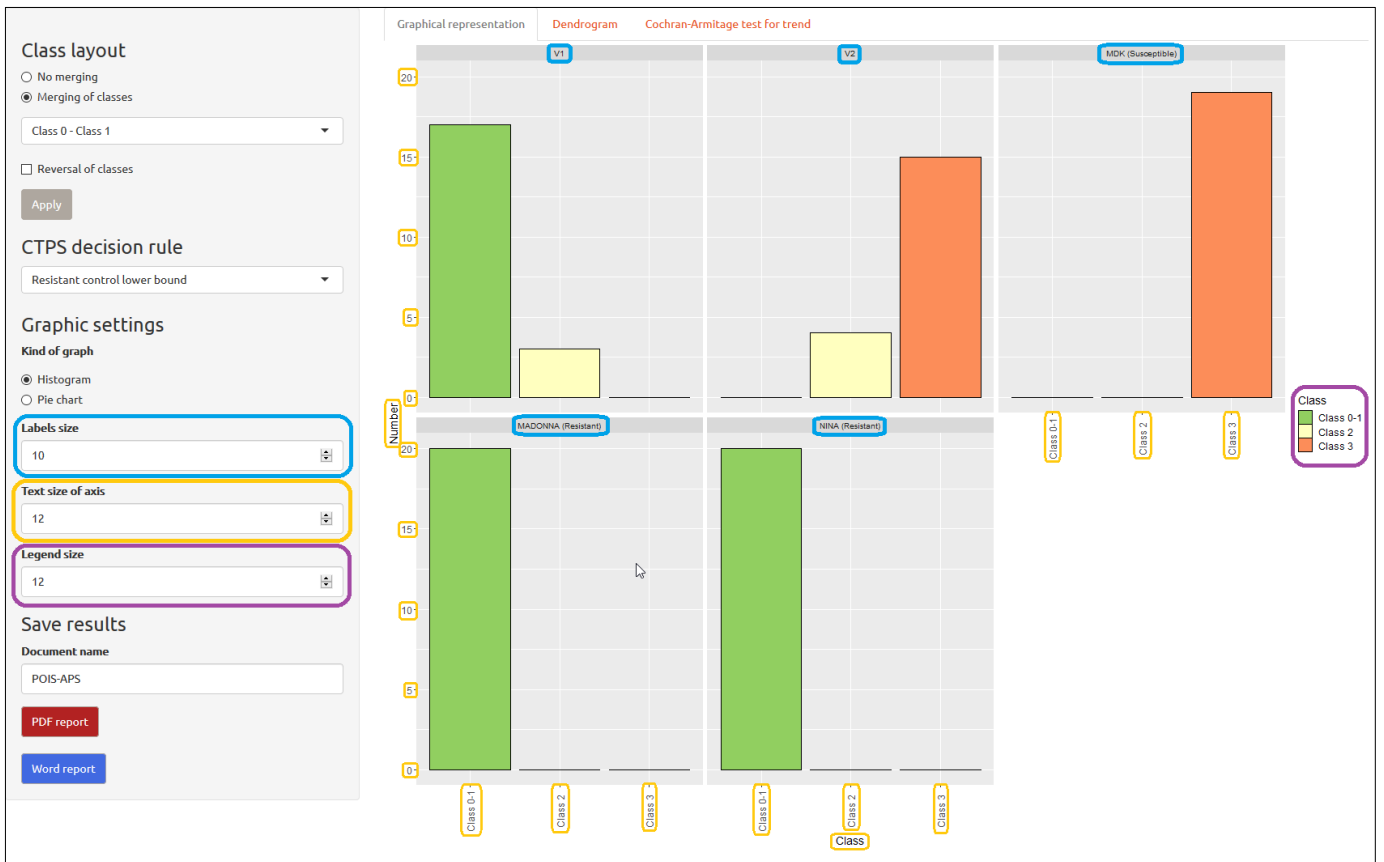 Class layout
No merging
Merging of classes
Class 0 - Class 1
Reversal of classes
Apply
CTPS decision rule
Resistant control lower bound
Graphic settings
Kind of graph
Histogram
Pie chart
Labels size
10
Text size of axis
12
Legend size
12
Save results
Document name
POIS-APS
PDF report
Word report
Graphical representation Dendrogram Cochran-Armitage test for trend
V1 V2 MDK (Susceptible)
20
15
10
5
0
Number
MADONNA (Resistant) NINA (Resistant)
Class 0-1 Class 2 Class 3
20
15
10
5
0
Class 0-1 Class 2 Class 3 Class 0-1 Class 2 Class 3
Class
Class
Class 0-1
Class 2
Class 3